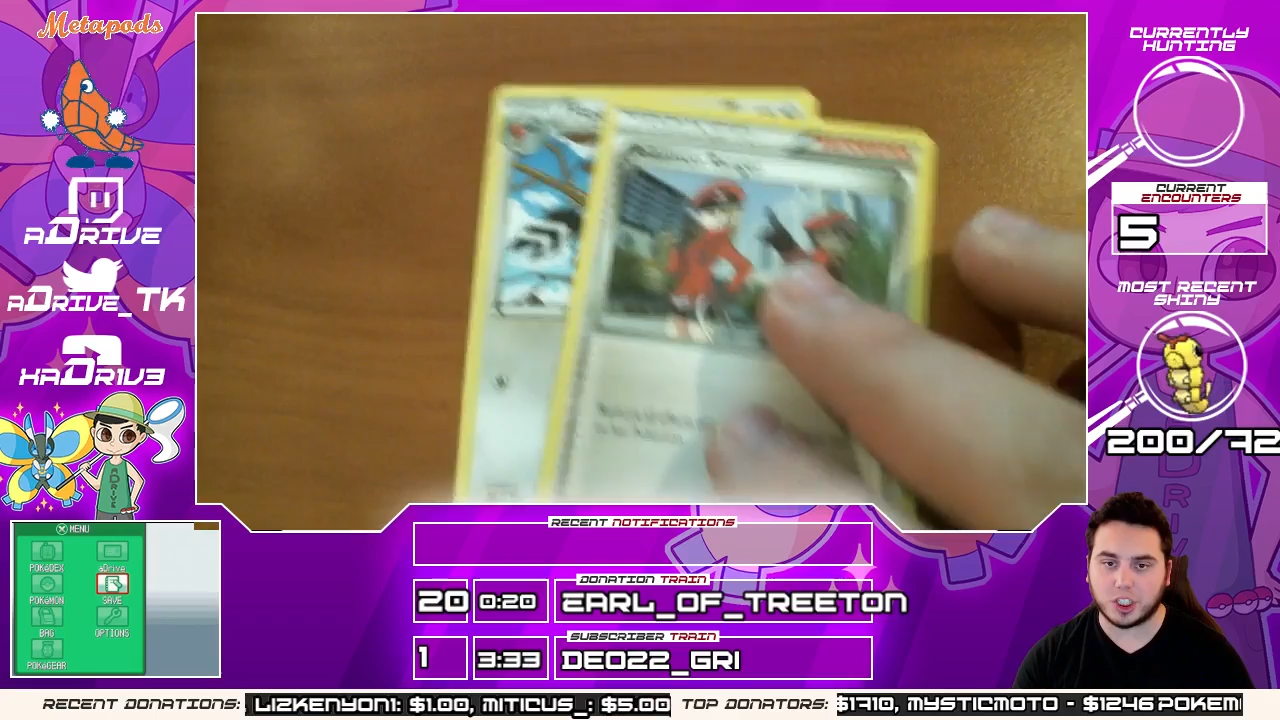 Metapods
aDrive
aDrive_TK
xaDr1v3
aDRIVE
MENU
POKéDEX
aDrive
POKéMON
SAVE
BAG
OPTIONS
POKéGEAR
RECENT NOTIFICATIONS
DONATION TRAIN
20
0:20
EARL_OF_TREETON
SUBSCRIBER TRAIN
1
3:33
DEO22_GRI
CURRENTLY
HUNTING
CURRENT
ENCOUNTERS
5
MOST RECENT
SHINY
200/72
RECENT DONATIONS: LIZKENYON1: $1.00, MITICUS_: $5.00 TOP DONATORS: $1710, MYSTICMOTO - $1246 POKEM